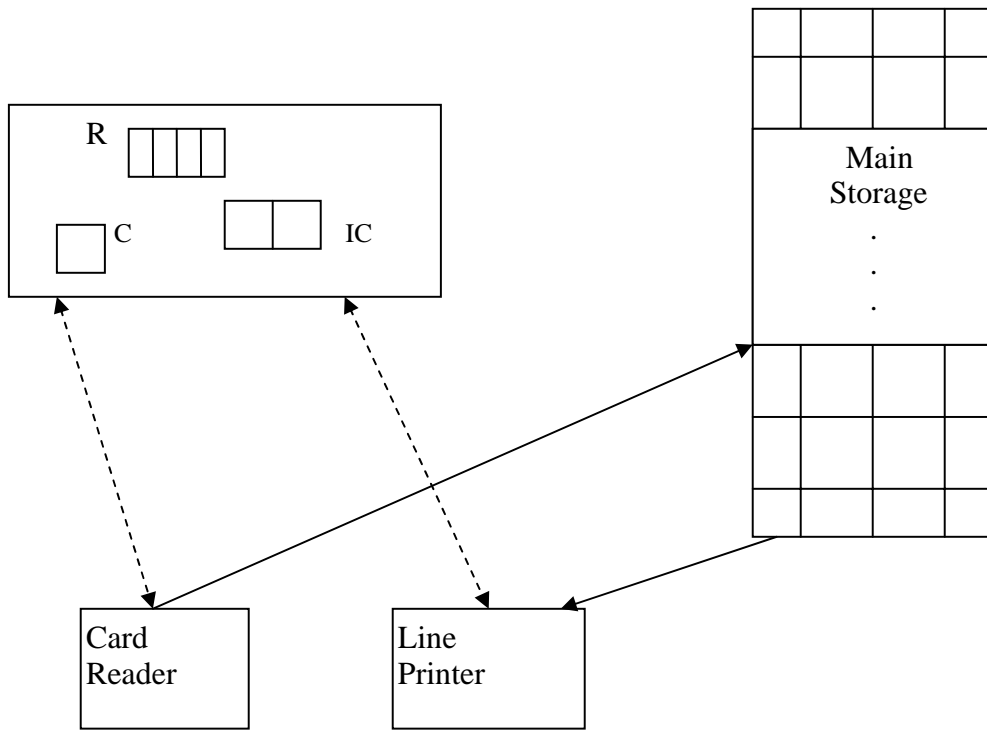 R
C
IC
Main
Storage
.
.
.
Card
Reader
Line
Printer